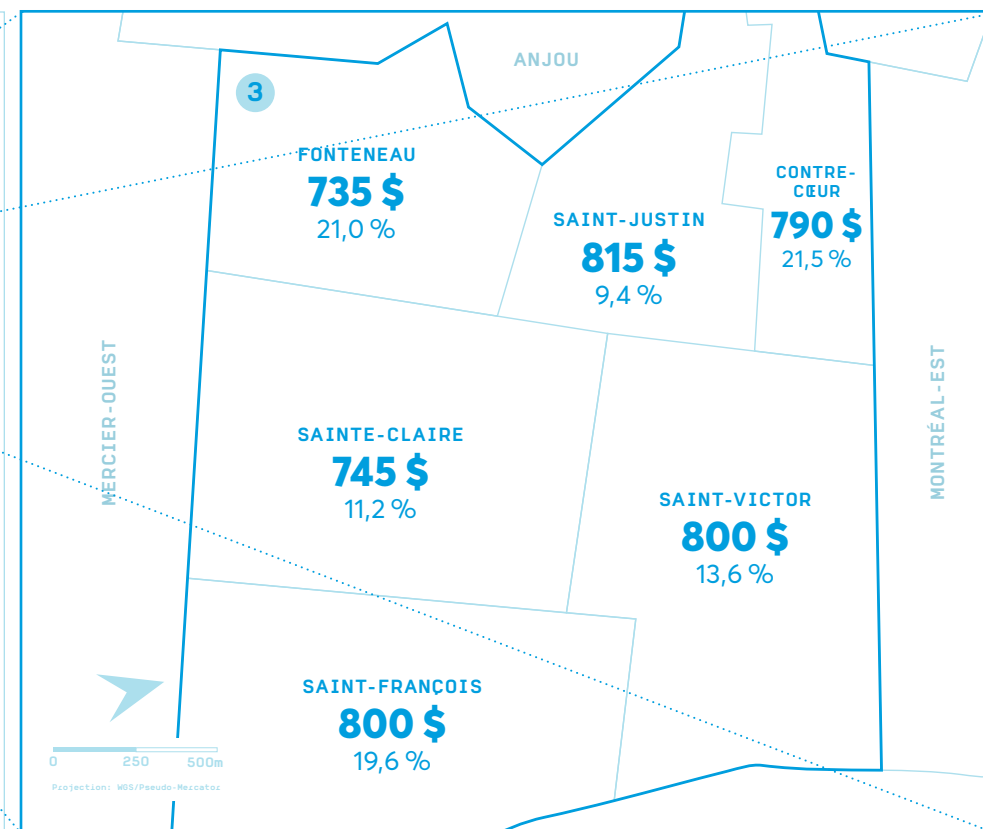 ANJOU
3
FONTENEAU
735 $
21,0 %
CONTRE-
CŒUR
790 $
21,5 %
SAINT-JUSTIN
815 $
9,4 %
MERCIER-OUEST
MONTRÉAL-EST
SAINTE-CLAIRE
745 $
11,2 %
SAINT-VICTOR
800 $
13,6 %
SAINT-FRANÇOIS
800 $
19,6 %
0 250 500m
Projection: WGS/Pseudo-Mercator